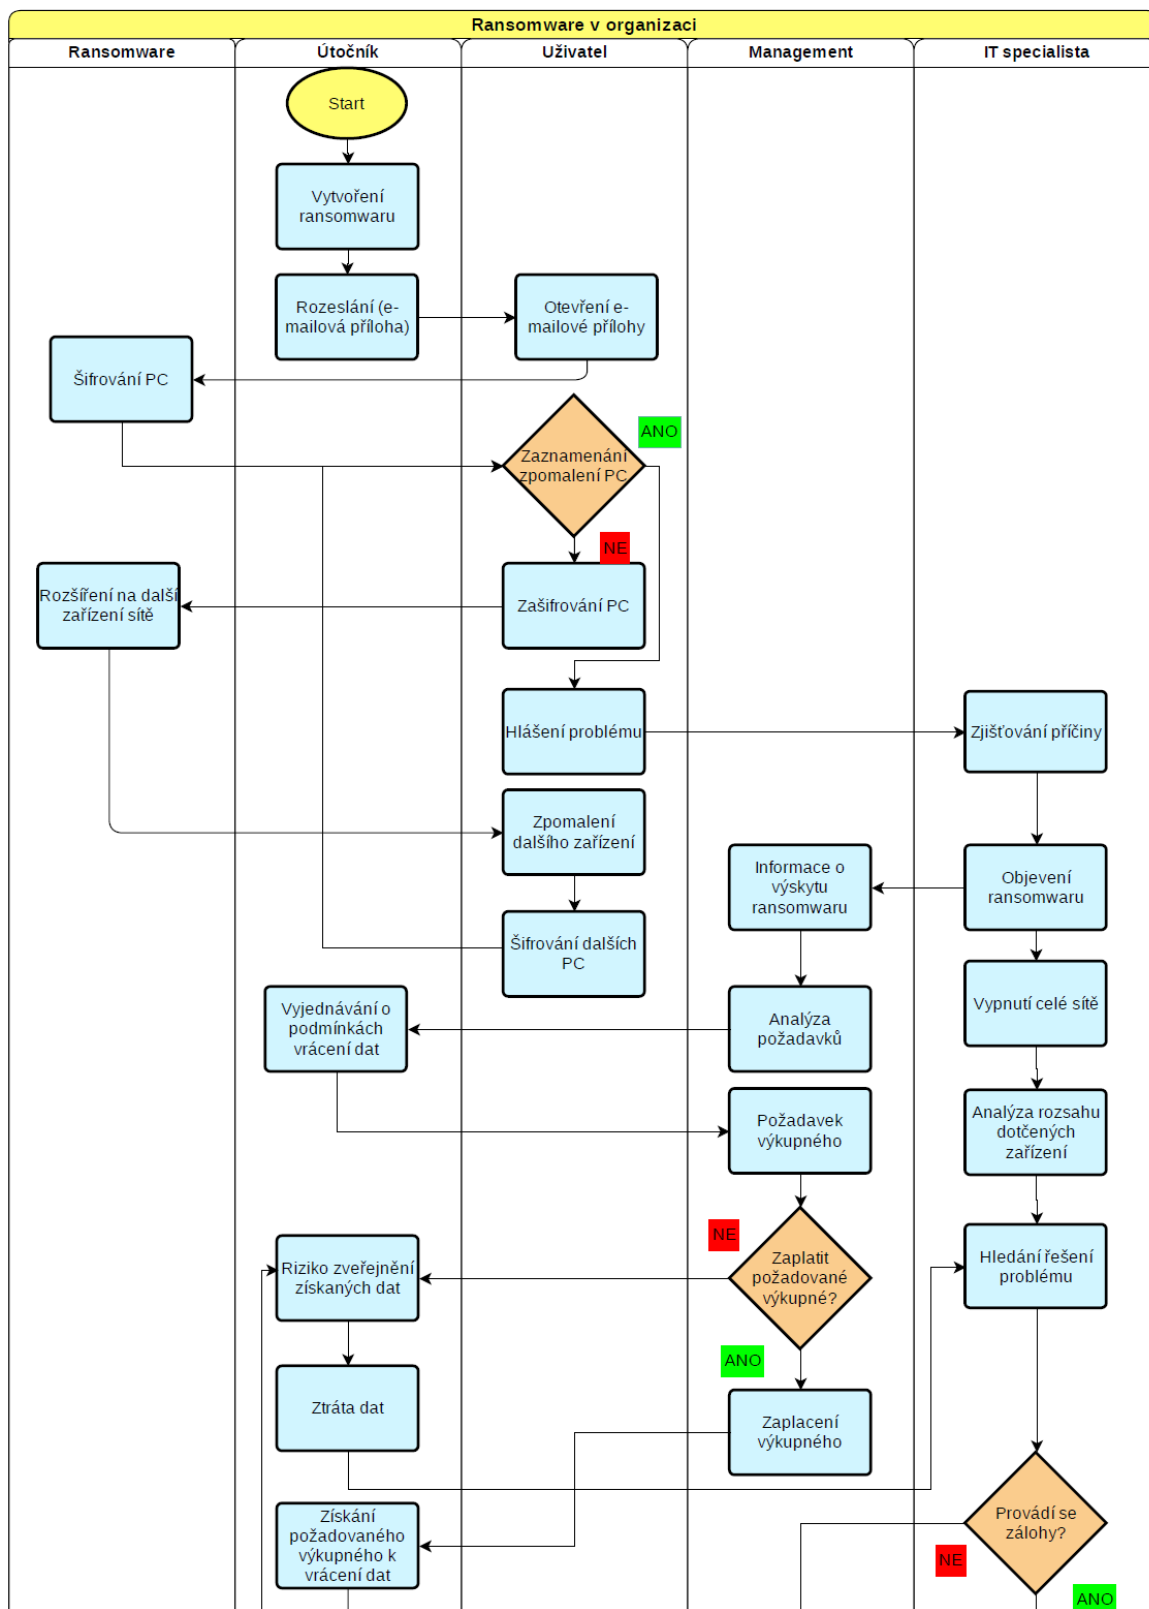 Ransomware v organizaci
Ransomware
Útočník
Uživatel
Management
IT specialista
Start
Vytvoření
ransomwaru
Rozeslání (e-
mailová příloha)
Otevření e-
mailové přílohy
Šifrování PC
ANO
Zaznamenání
zpomalení PC
NE
Rozšíření na další
zařízení sítě
Zašifrování PC
Hlášení problému
Zjišťování příčiny
Zpomalení
dalšího zařízení
Informace o
výskytu
ransomwaru
Objevení
ransomwaru
Šifrování dalších
PC
Vyjednávání o
podmínkách
vrácení dat
Analýza
požadavků
Vypnutí celé sítě
Požadavek
výkupného
Analýza rozsahu
dotčených
zařízení
NE
Riziko zveřejnění
získaných dat
Zaplatit
požadované
výkupné?
Hledání řešení
problému
ANO
Ztráta dat
Zaplacení
výkupného
Získání
požadovaného
výkupného k
vrácení dat
Provádí se
zálohy?
NE
ANO